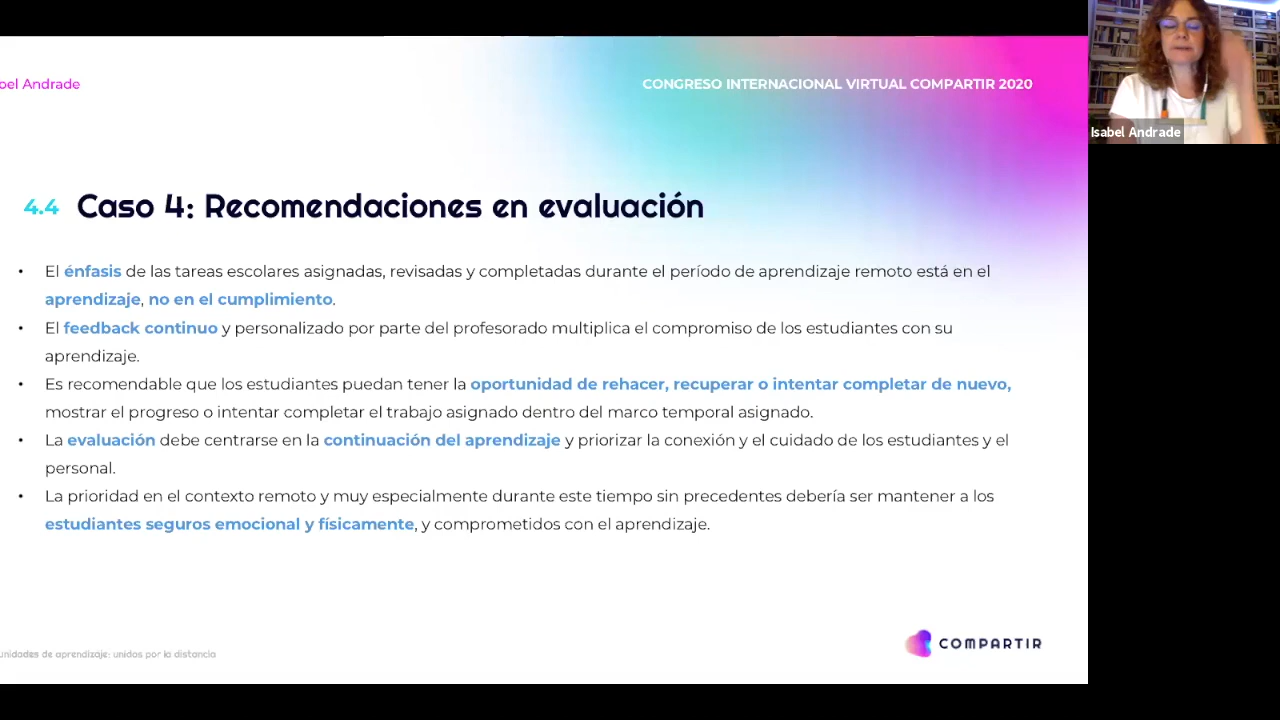 bel Andrade
CONGRESO INTERNACIONAL VIRTUAL COMPARTIR 2020
Isabel Andrade
4.4 Caso 4: Recomendaciones en evaluación
• El énfasis de las tareas escolares asignadas, revisadas y completadas durante el período de aprendizaje remoto está en el
aprendizaje, no en el cumplimiento.
• El feedback continuo y personalizado por parte del profesorado multiplica el compromiso de los estudiantes con su
aprendizaje.
• Es recomendable que los estudiantes puedan tener la oportunidad de rehacer, recuperar o intentar completar de nuevo,
mostrar el progreso o intentar completar el trabajo asignado dentro del marco temporal asignado.
• La evaluación debe centrarse en la continuación del aprendizaje y priorizar la conexión y el cuidado de los estudiantes y el
personal.
• La prioridad en el contexto remoto y muy especialmente durante este tiempo sin precedentes debería ser mantener a los
estudiantes seguros emocional y físicamente, y comprometidos con el aprendizaje.
unidades de aprendizaje: unidos por la distancia
COMPARTIR